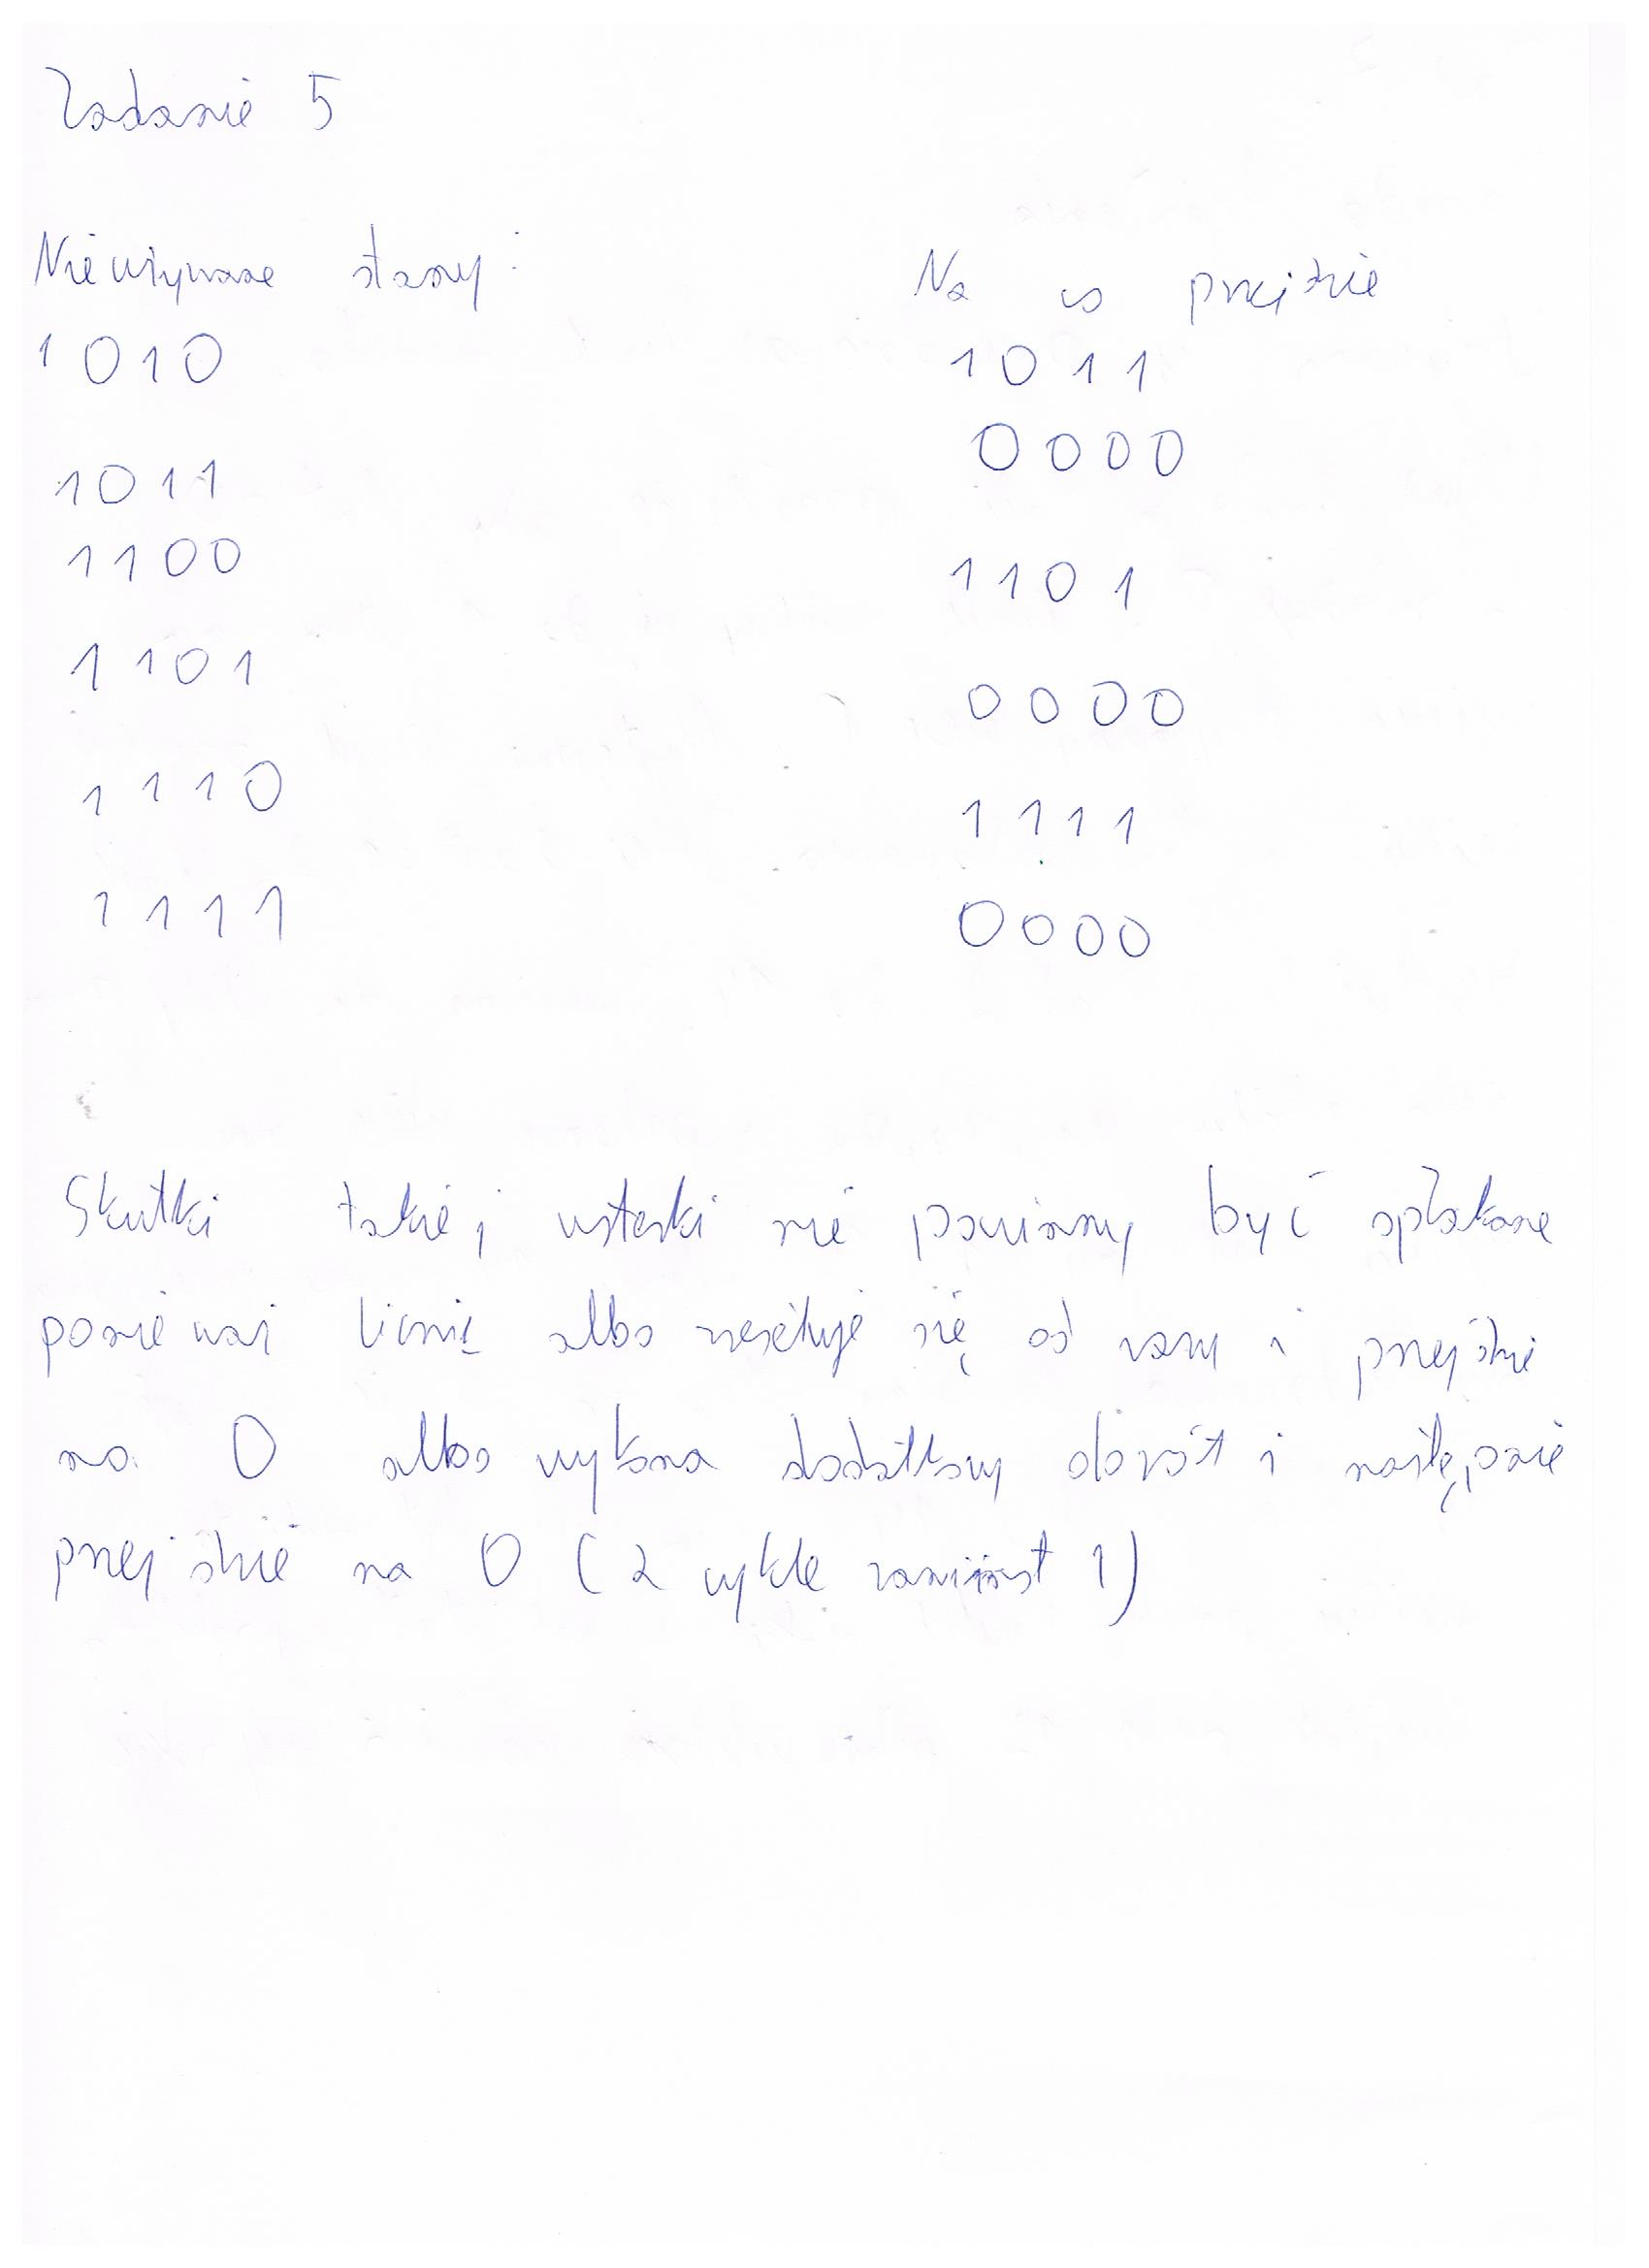 Zadanie 5
Nieużywane stany: Na co przejdzie
1010 1011
1011 0000
1100 1101
1101 0000
1110 1111
1111 0000
Skutki takiej usterki nie powinny być opłakane
ponieważ licznik albo zresetuje się od razu i przejdzie
na 0 albo wykona dodatkowy obrót i następnie
przejdzie na 0 (2 cykle zamiast 1)